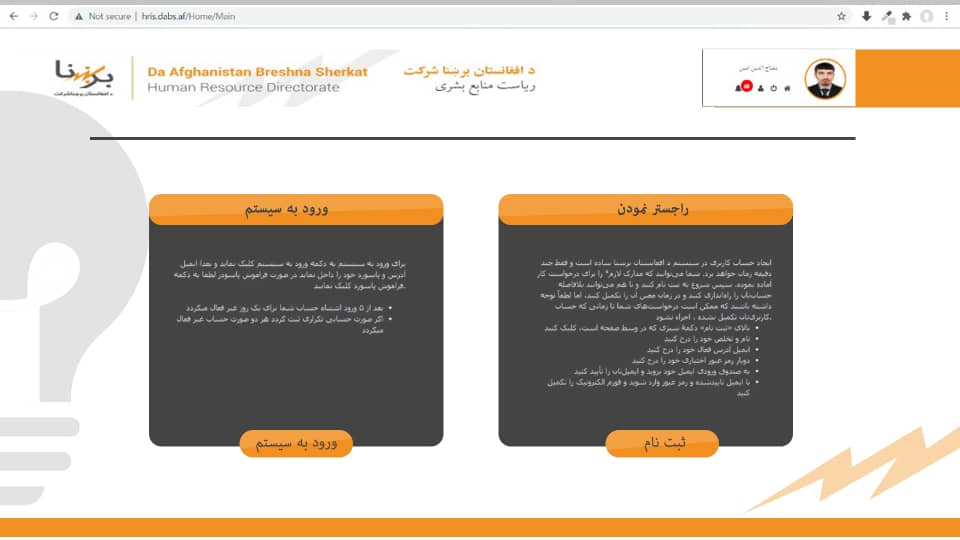 Not secure | hris.dabs.af/Home/Main
برښنا
د افغانستان برښنا شرکت
Da Afghanistan Breshna Sherkat
Human Resource Directorate
د افغانستان برښنا شرکت
ریاست منابع بشری
مفتاح الدین امین
راجستر نمودن
ایجاد حساب کاربری در سیستم د افغانستان برښنا ساده است و فقط چند
دقیقه زمان خواهد برد. شما می‌توانید که مدارک لازم* را برای درخواست کار
آماده نموده، سپس شروع به ثبت نام کنید و یا هم می‌توانید بلافاصله
حساب‌تان را راه‌اندازی کنید و در زمان معین آن را تکمیل کنید، اما لطفاً توجه
داشته باشید که ممکن است درخواست‌های شما تا زمانی که حساب
کاربری‌تان تکمیل نشده ، اجراء نشود.
• بالای «ثبت نام» دکمهٔ سبزی که در وسط صفحه است، کلیک کنید
• نام و تخلص خود را درج کنید
• ایمیل آدرس فعال خود را درج کنید
• دوبار رمز عبور اختیاری خود را درج کنید
• به صندوق ورودی ایمیل خود بروید و ایمیل‌تان را تأیید کنید
• با ایمیل تاییدشده و رمز عبور وارد شوید و فورم الکترونیک را تکمیل
کنید
ثبت نام
ورود به سیستم
برای ورود به سیستم به دکمه ورود به سیستم کلیک نماید و بعدا ایمیل
آدرس و پاسورد خود را داخل نماید در صورت فراموش پاسورد لطفا به دکمه
فراموش پاسورد کلیک نمایید.
• بعد از ۵ ورود اشتباه حساب شما برای یک روز غیر فعال میگردد
• اگر صورت حسابی تکراری ثبت گردد هر دو صورت حساب غیر فعال
میگردد
ورود به سیستم